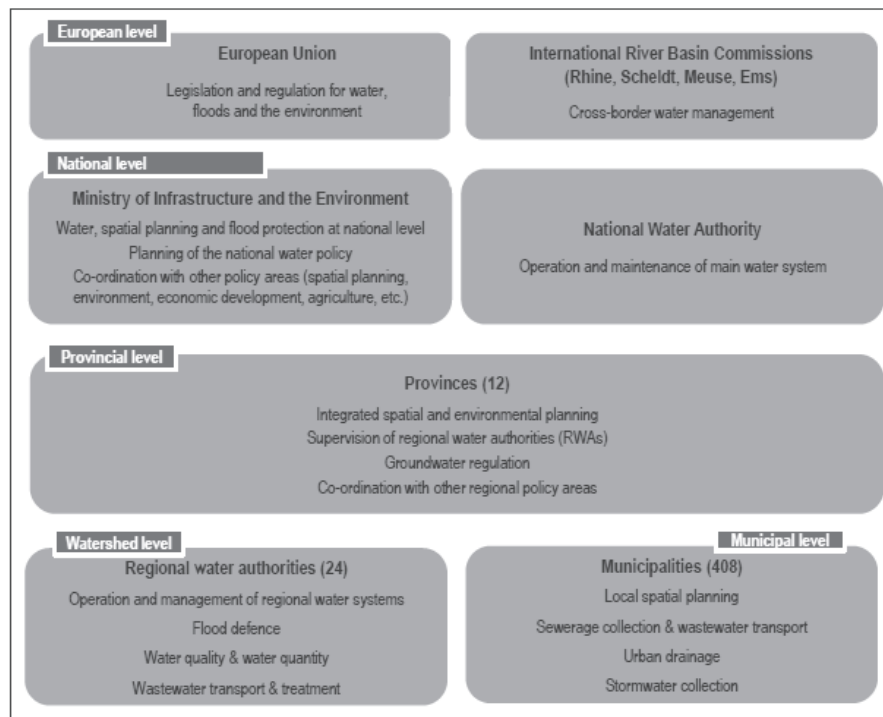 European level
European Union
Legislation and regulation for water,
floods and the environment
International River Basin Commissions
(Rhine, Scheldt, Meuse, Ems)
Cross-border water management
National level
Ministry of Infrastructure and the Environment
Water, spatial planning and flood protection at national level
Planning of the national water policy
Co-ordination with other policy areas (spatial planning,
environment, economic development, agriculture, etc.)
National Water Authority
Operation and maintenance of main water system
Provincial level
Provinces (12)
Integrated spatial and environmental planning
Supervision of regional water authorities (RWAs)
Groundwater regulation
Co-ordination with other regional policy areas
Watershed level
Regional water authorities (24)
Operation and management of regional water systems
Flood defence
Water quality & water quantity
Wastewater transport & treatment
Municipal level
Municipalities (408)
Local spatial planning
Sewerage collection & wastewater transport
Urban drainage
Stormwater collection